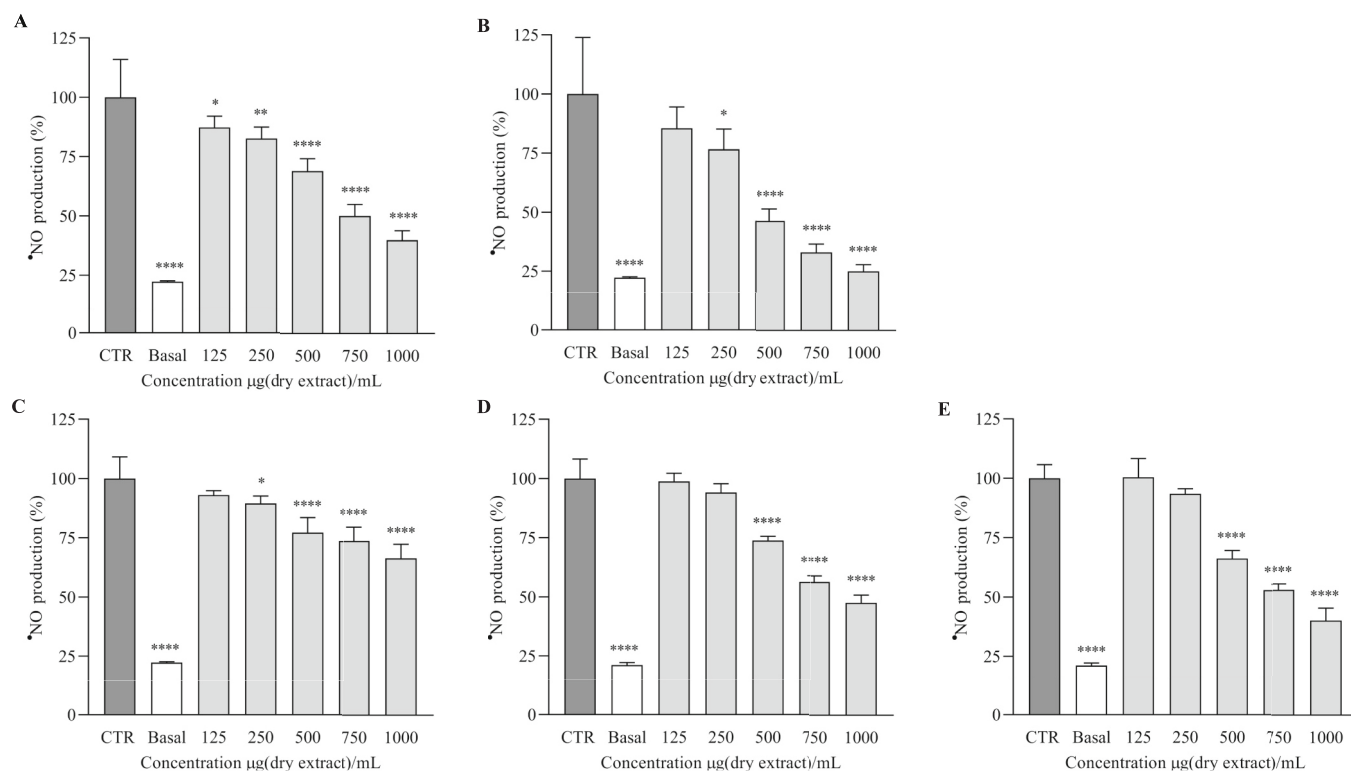 A
•NO production (%)
125
100
75
50
25
0
****
*
**
****
****
****
CTR Basal 125 250 500 750 1000
Concentration μg(dry extract)/mL
B
•NO production (%)
125
100
75
50
25
0
****
*
****
****
****
CTR Basal 125 250 500 750 1000
Concentration μg(dry extract)/mL
C
•NO production (%)
125
100
75
50
25
0
****
*
****
****
****
CTR Basal 125 250 500 750 1000
Concentration μg(dry extract)/mL
D
•NO production (%)
125
100
75
50
25
0
****
****
****
****
CTR Basal 125 250 500 750 1000
Concentration μg(dry extract)/mL
E
•NO production (%)
125
100
75
50
25
0
****
****
****
****
CTR Basal 125 250 500 750 1000
Concentration μg(dry extract)/mL